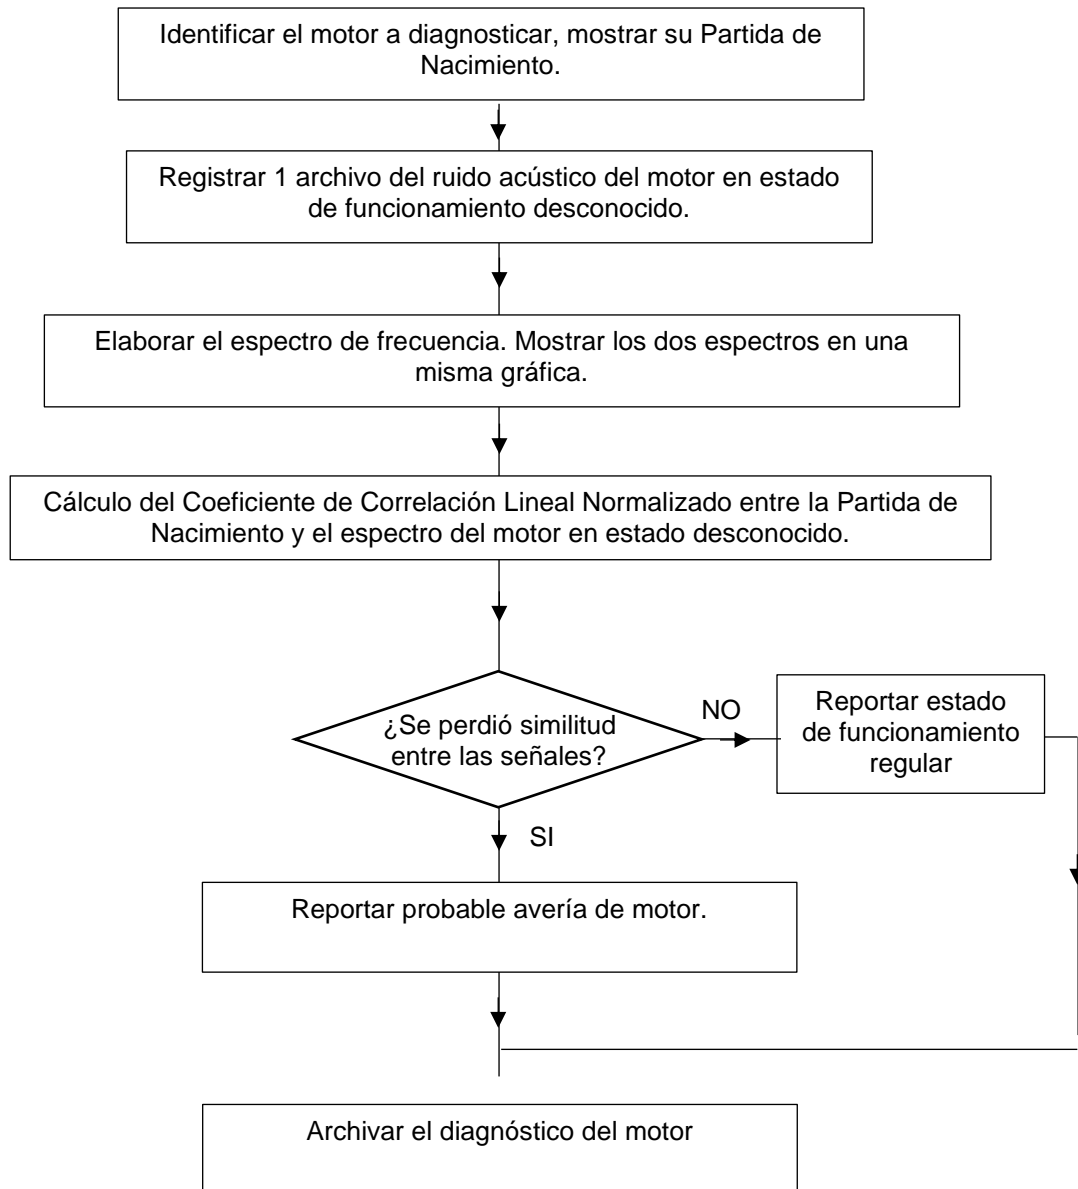 Identificar el motor a diagnosticar, mostrar su Partida de
Nacimiento.
Registrar 1 archivo del ruido acústico del motor en estado
de funcionamiento desconocido.
Elaborar el espectro de frecuencia. Mostrar los dos espectros en una
misma gráfica.
Cálculo del Coeficiente de Correlación Lineal Normalizado entre la Partida de
Nacimiento y el espectro del motor en estado desconocido.
¿Se perdió similitud
entre las señales?
NO
Reportar estado
de funcionamiento
regular
SI
Reportar probable avería de motor.
Archivar el diagnóstico del motor